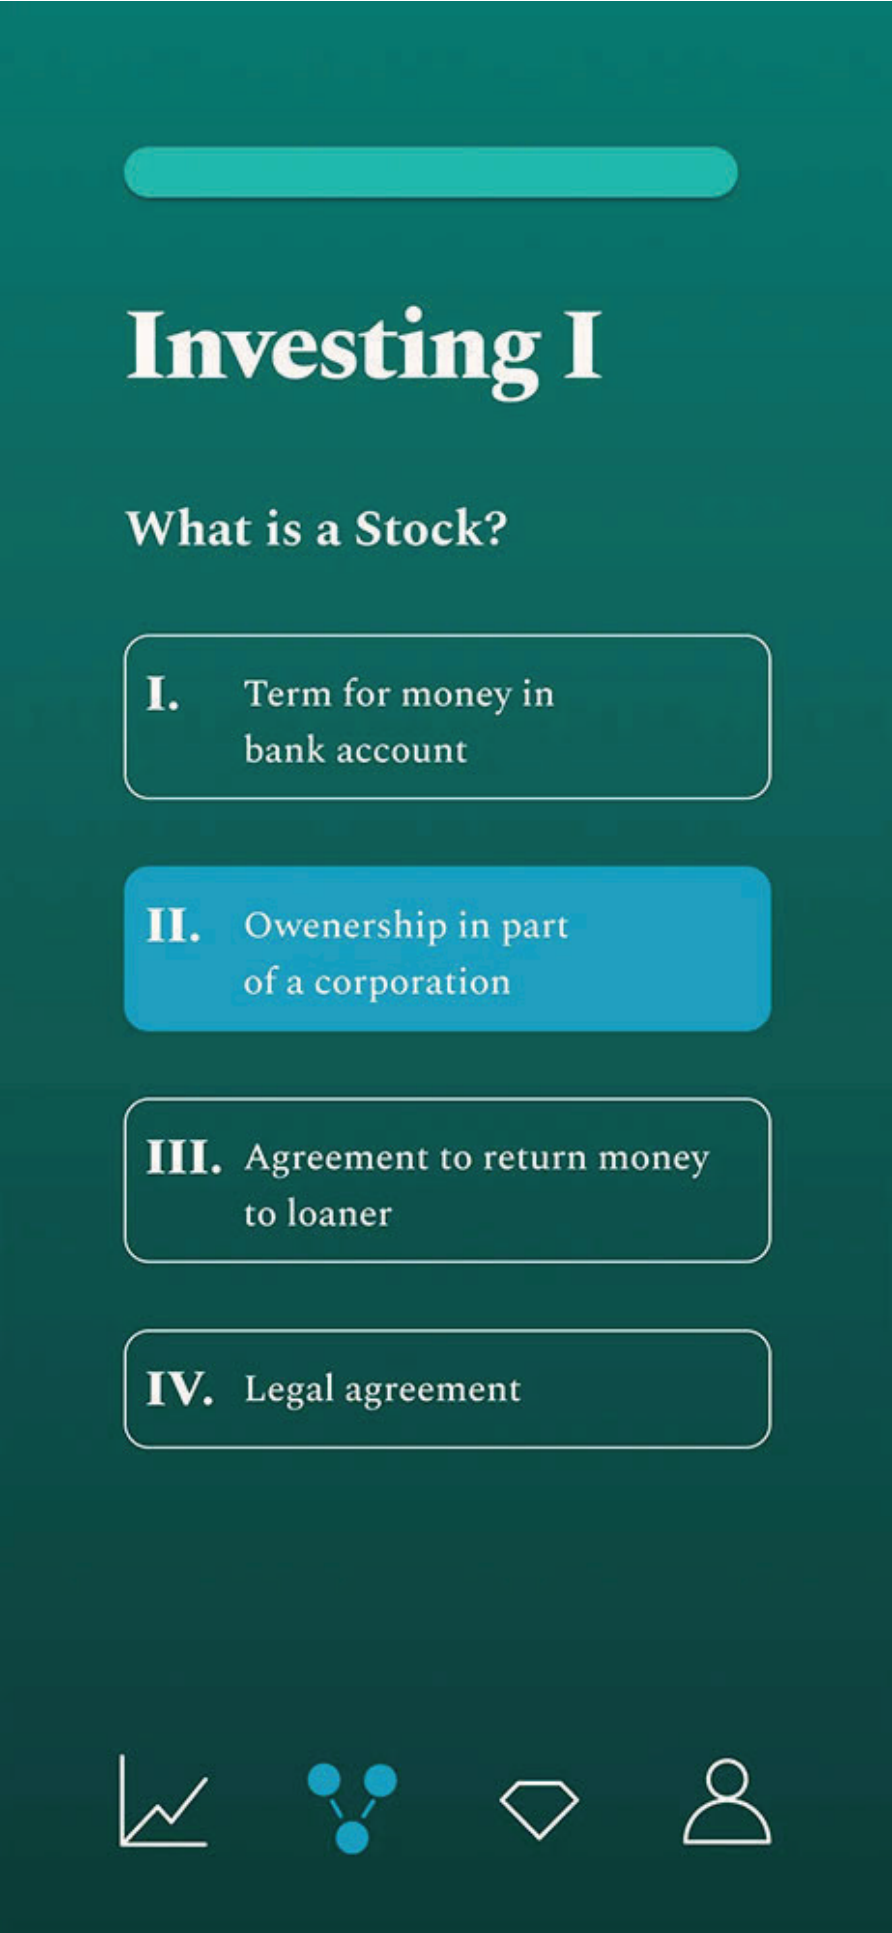 Investing I
What is a Stock?
I. Term for money in
bank account
II. Owenership in part
of a corporation
III. Agreement to return money
to loaner
IV. Legal agreement